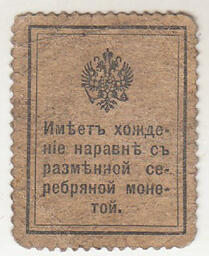 Имѣетъ хожде-
ніе наравнѣ съ
размѣнной се-
ребряной моне-
той.